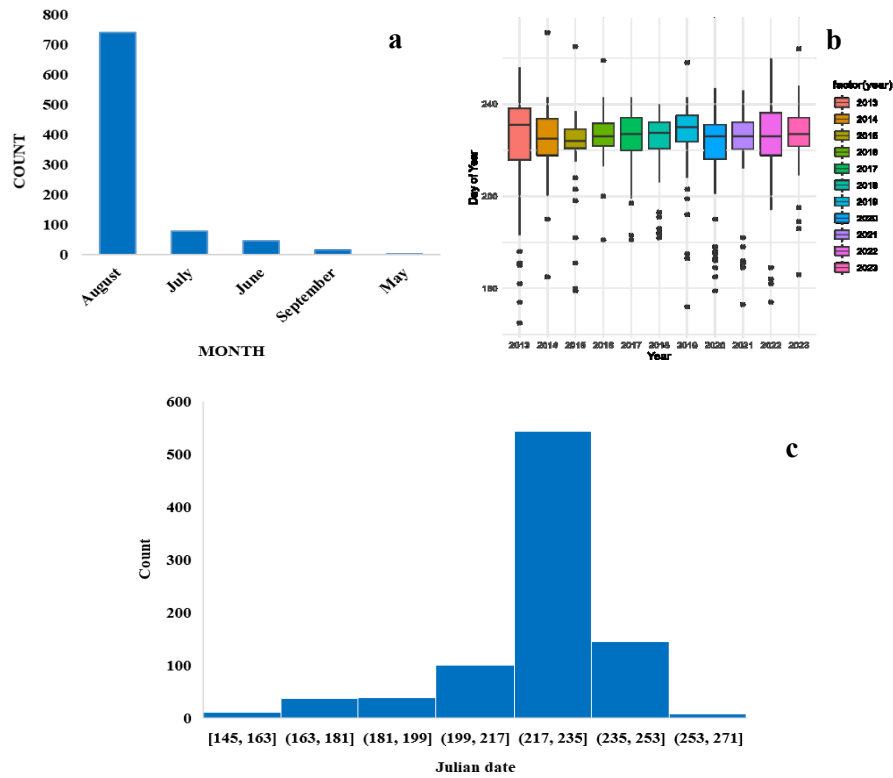 a
800
700
600
500
400
300
200
100
0
COUNT
August
July
June
September
May
MONTH
b
240
200
160
Day of Year
2013 2014 2015 2016 2017 2018 2019 2020 2021 2022 2023
Year
factor(year)
2013
2014
2015
2016
2017
2018
2019
2020
2021
2022
2023
c
600
500
400
300
200
100
0
Count
[145, 163] (163, 181] (181, 199] (199, 217] (217, 235] (235, 253] (253, 271]
Julian date